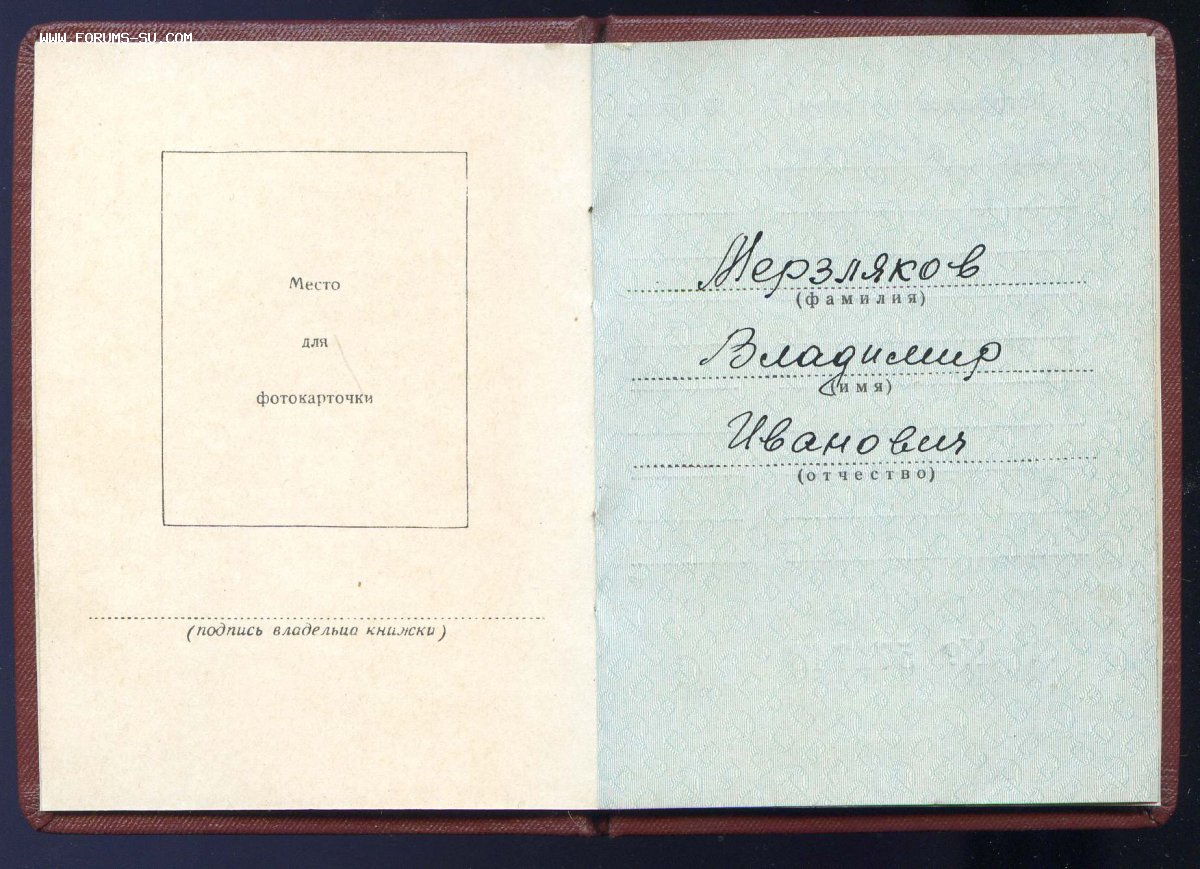 WWW.FORUMS-SU.COM
Место
для
фотокарточки
(подпись владельца книжки)
Мерзляков
(фамилия)
Владимир
(имя)
Иванович
(отчество)